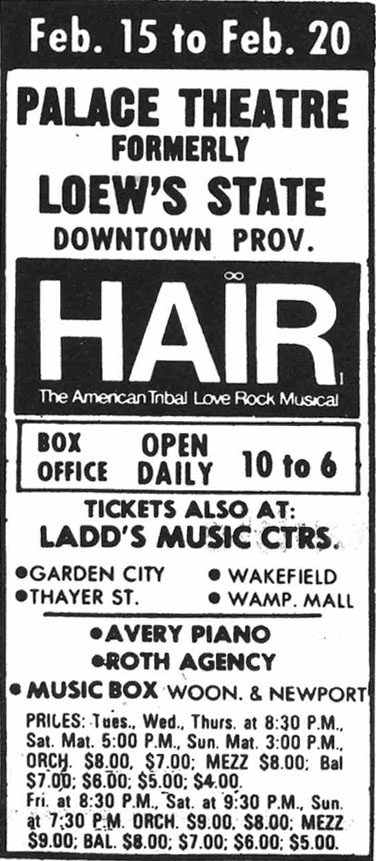 Feb. 15 to Feb. 20
PALACE THEATRE
FORMERLY
LOEW'S STATE
DOWNTOWN PROV.
HAIR
The American Tribal Love Rock Musical
BOX OFFICE OPEN DAILY 10 to 6
TICKETS ALSO AT:
LADD'S MUSIC CTRS.
●GARDEN CITY ● WAKEFIELD
●THAYER ST. ● WAMP. MALL
●AVERY PIANO
●ROTH AGENCY
● MUSIC BOX WOON. & NEWPORT
PRICES: Tues., Wed., Thurs. at 8:30 P.M.,
Sat. Mat. 5:00 P.M., Sun. Mat. 3:00 P.M.,
ORCH. $8.00, $7.00; MEZZ $8.00; Bal
$7.00; $6.00; $5.00; $4.00.
Fri. at 8:30 P.M., Sat. at 9:30 P.M., Sun.
at 7:30 P.M. ORCH. $9.00, $8.00; MEZZ
$9.00; BAL. $8.00; $7.00; $6.00; $5.00.